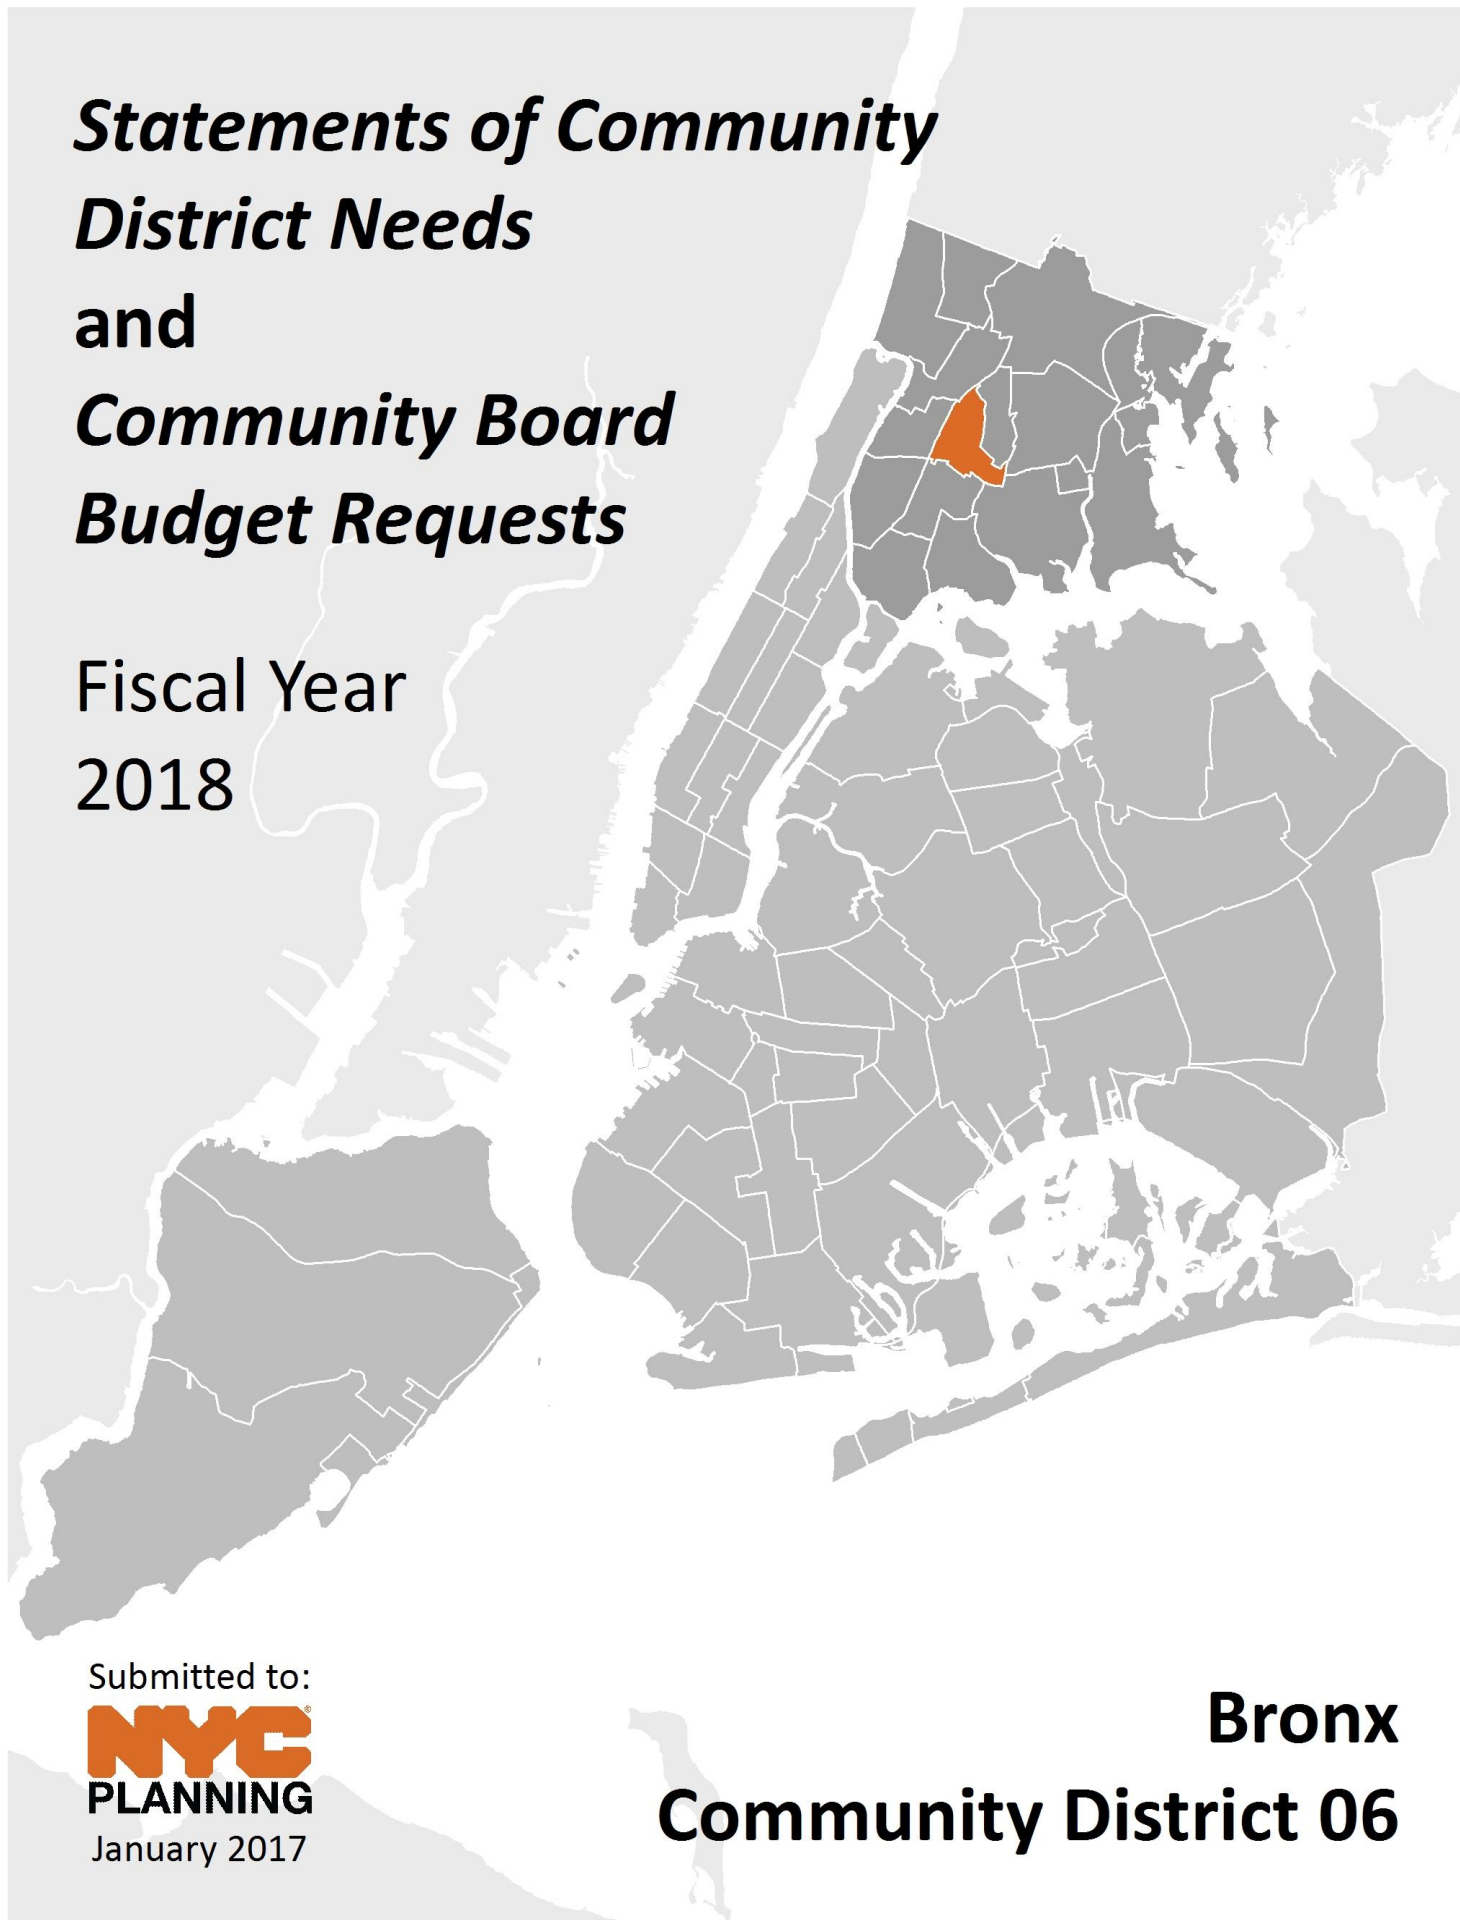 Statements of Community
District Needs
and
Community Board
Budget Requests
Fiscal Year
2018
Submitted to:
NYC®
PLANNING
January 2017
Bronx
Community District 06